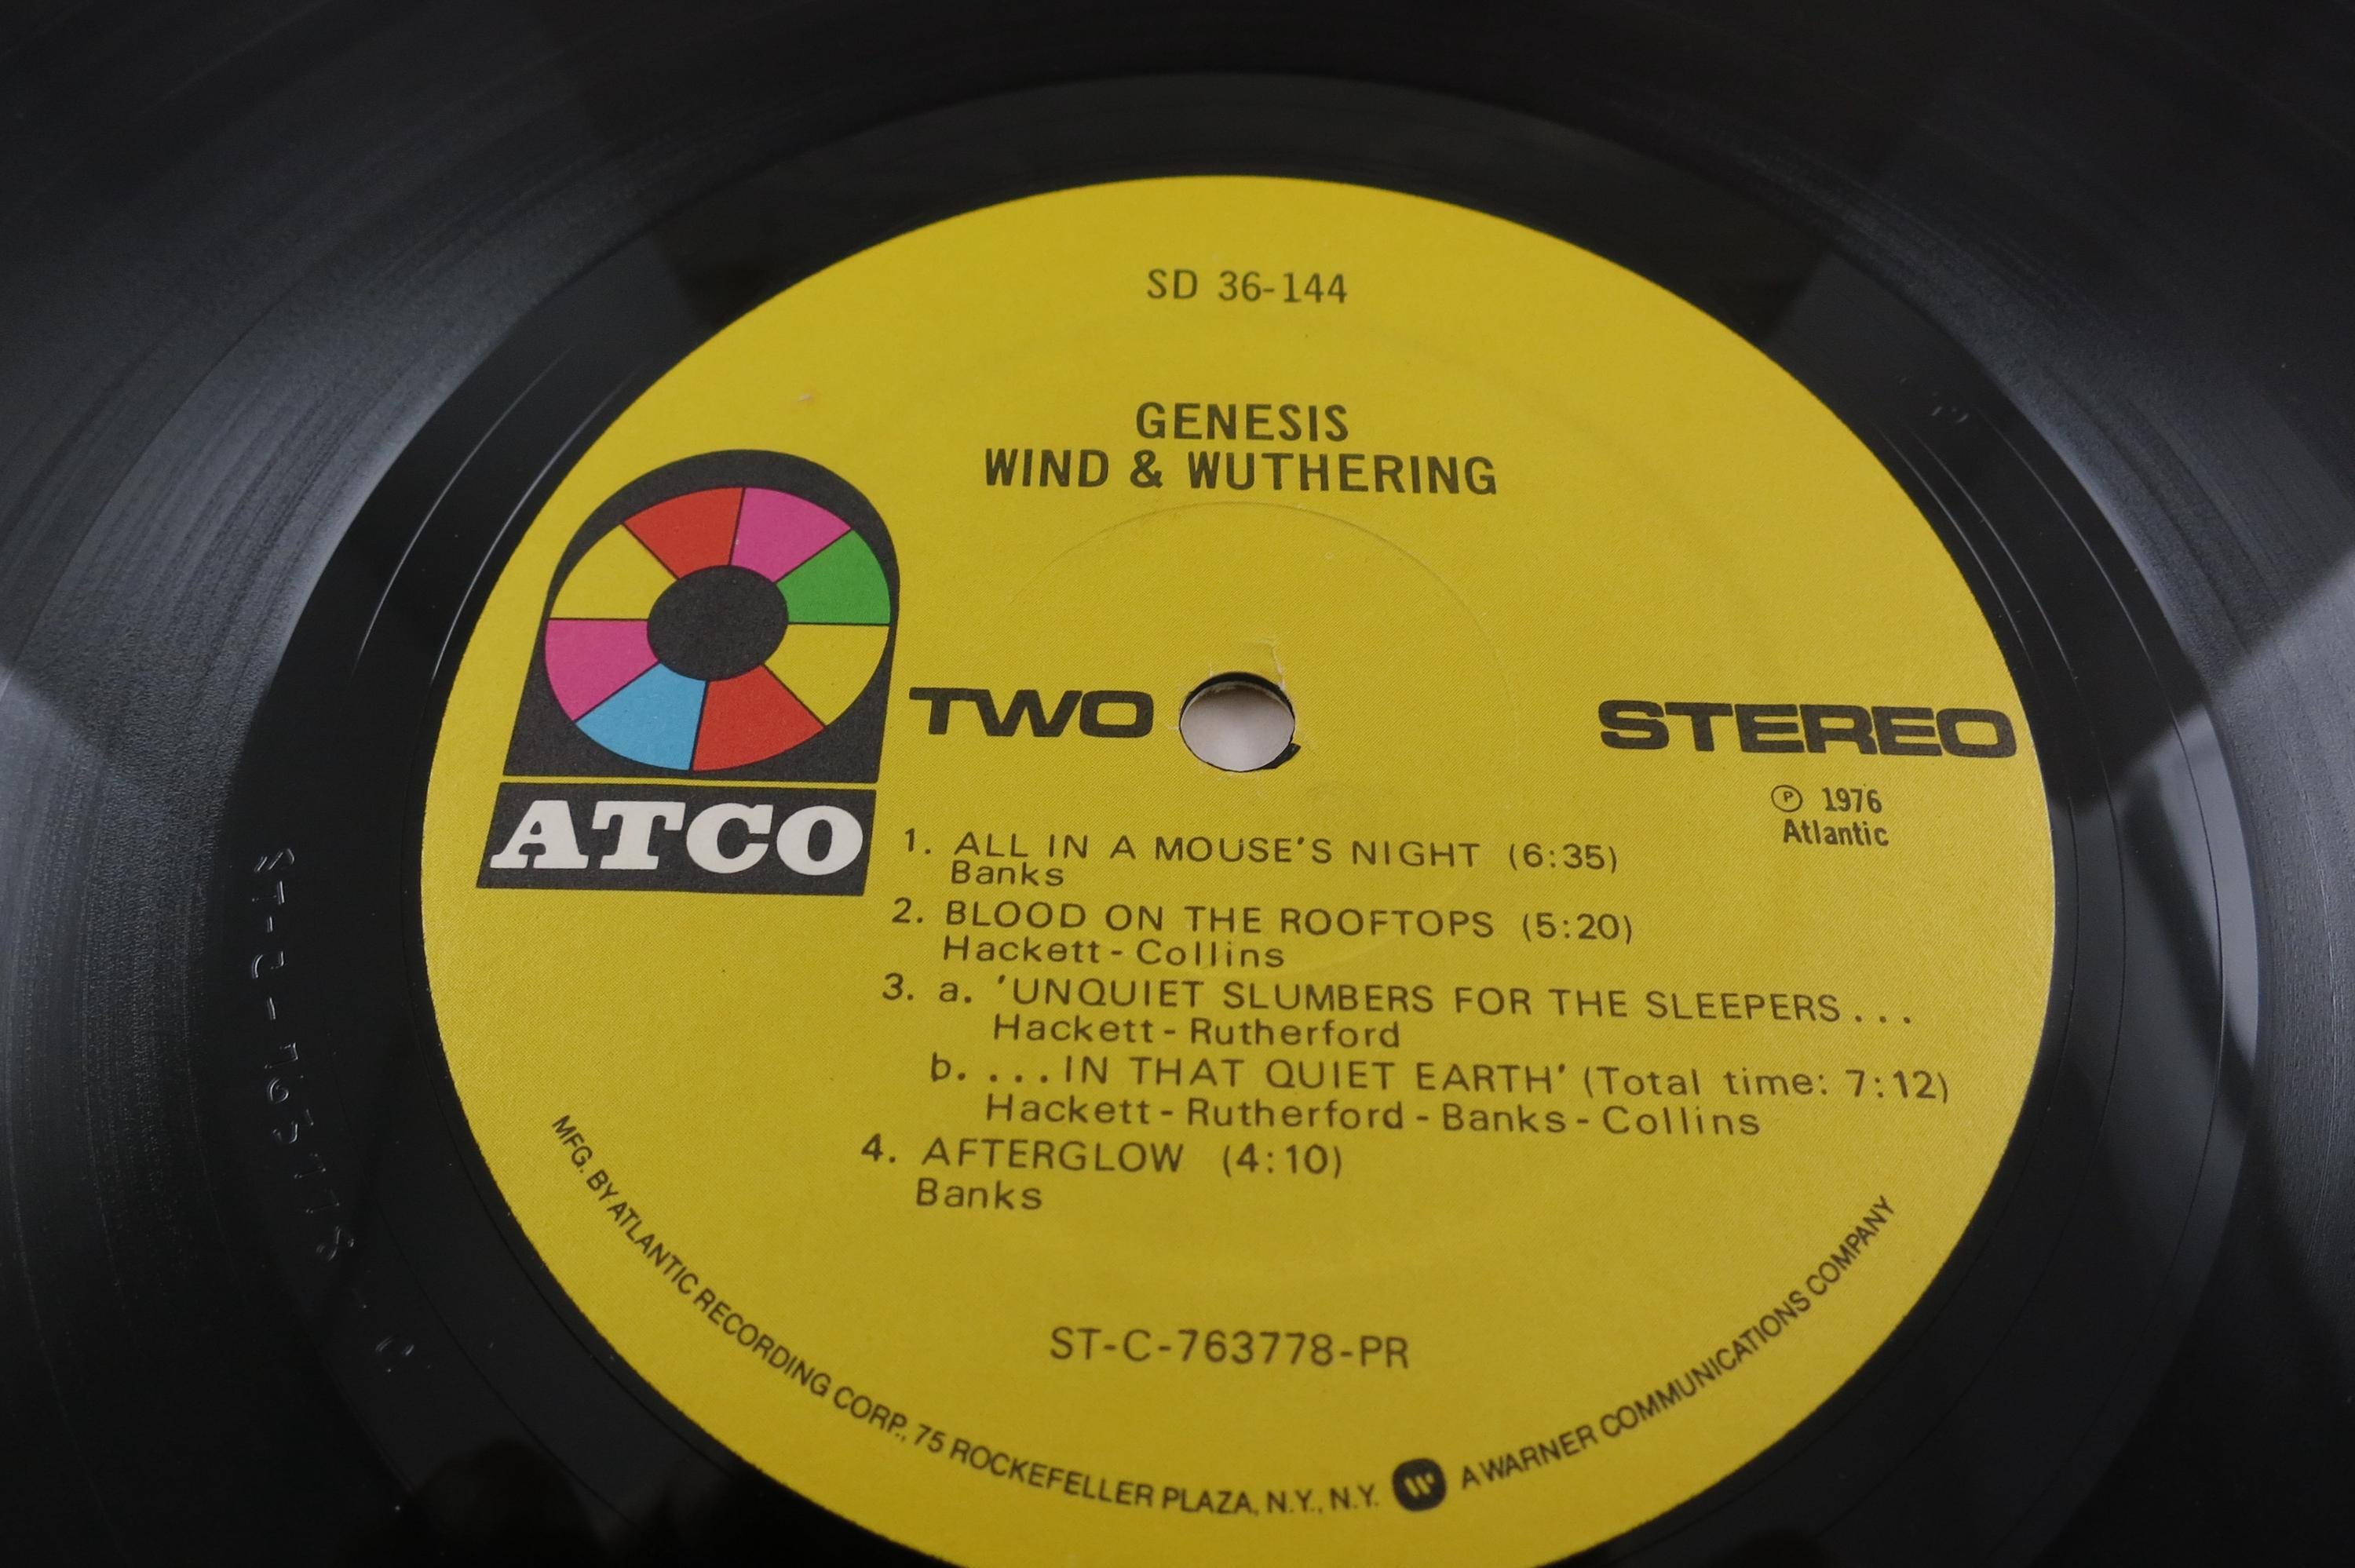 SD 36-144
GENESIS
WIND & WUTHERING
ATCO
TWO
STEREO
Ⓟ 1976
Atlantic
1. ALL IN A MOUSE'S NIGHT (6:35)
Banks
2. BLOOD ON THE ROOFTOPS (5:20)
Hackett - Collins
3. a. 'UNQUIET SLUMBERS FOR THE SLEEPERS...
Hackett - Rutherford
b. ...IN THAT QUIET EARTH' (Total time: 7:12)
Hackett - Rutherford - Banks - Collins
4. AFTERGLOW (4:10)
Banks
ST-C-763778-PR
MFG. BY ATLANTIC RECORDING CORP., 75 ROCKEFELLER PLAZA, N.Y., N.Y. W A WARNER COMMUNICATIONS COMPANY